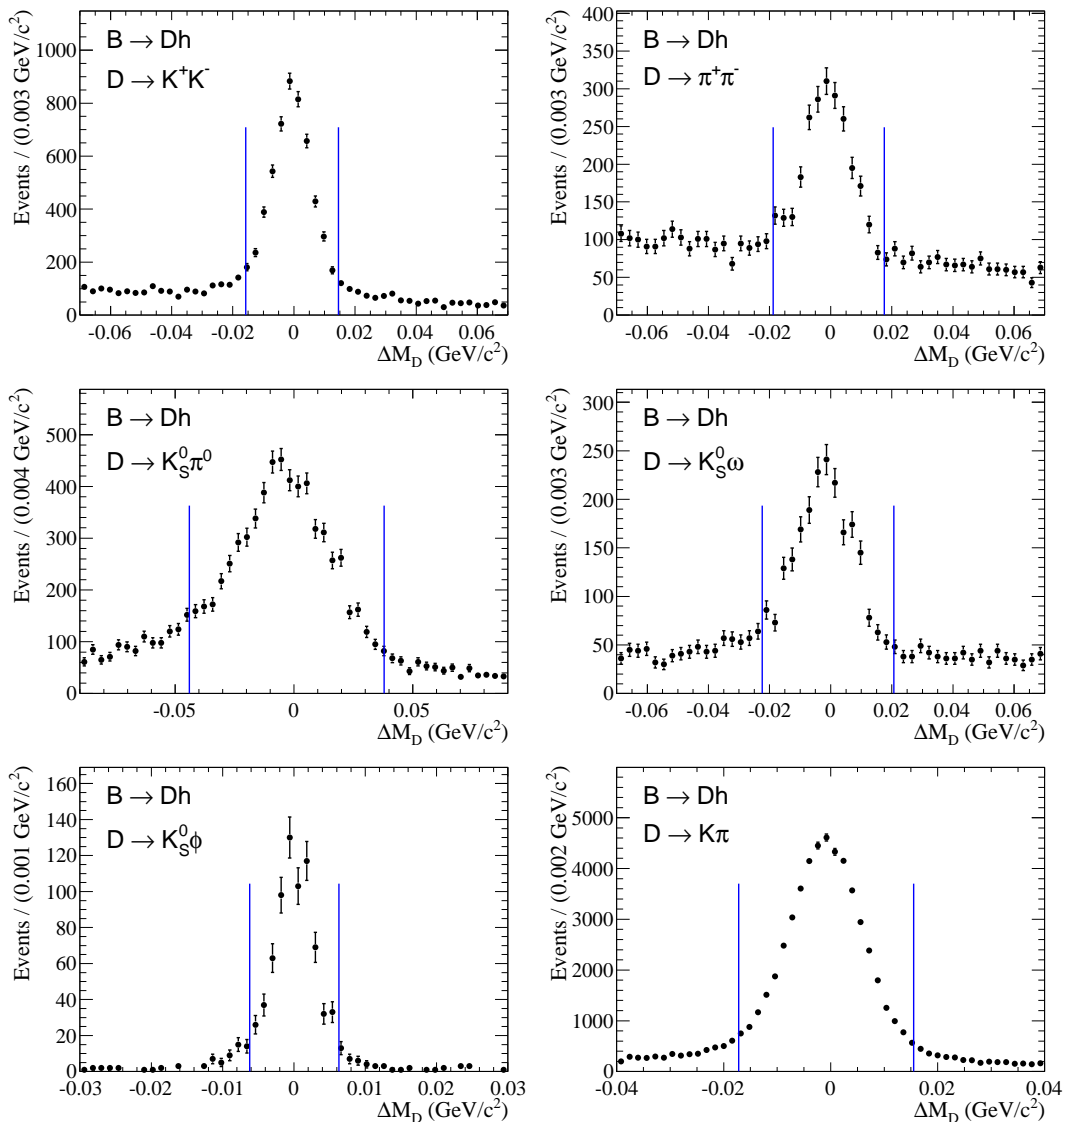 Events / (0.003 GeV/c²)
1000
800
600
400
200
0
B → Dh
D → K⁺K⁻
-0.06 -0.04 -0.02 0 0.02 0.04 0.06
ΔM_D (GeV/c²)
Events / (0.003 GeV/c²)
400
350
300
250
200
150
100
50
0
B → Dh
D → π⁺π⁻
-0.06 -0.04 -0.02 0 0.02 0.04 0.06
ΔM_D (GeV/c²)
Events / (0.004 GeV/c²)
500
400
300
200
100
0
B → Dh
D → K_S⁰π⁰
-0.05 0 0.05
ΔM_D (GeV/c²)
Events / (0.003 GeV/c²)
300
250
200
150
100
50
0
B → Dh
D → K_S⁰ω
-0.06 -0.04 -0.02 0 0.02 0.04 0.06
ΔM_D (GeV/c²)
Events / (0.001 GeV/c²)
160
140
120
100
80
60
40
20
0
B → Dh
D → K_S⁰ϕ
-0.03 -0.02 -0.01 0 0.01 0.02 0.03
ΔM_D (GeV/c²)
Events / (0.002 GeV/c²)
5000
4000
3000
2000
1000
0
B → Dh
D → Kπ
-0.04 -0.02 0 0.02 0.04
ΔM_D (GeV/c²)